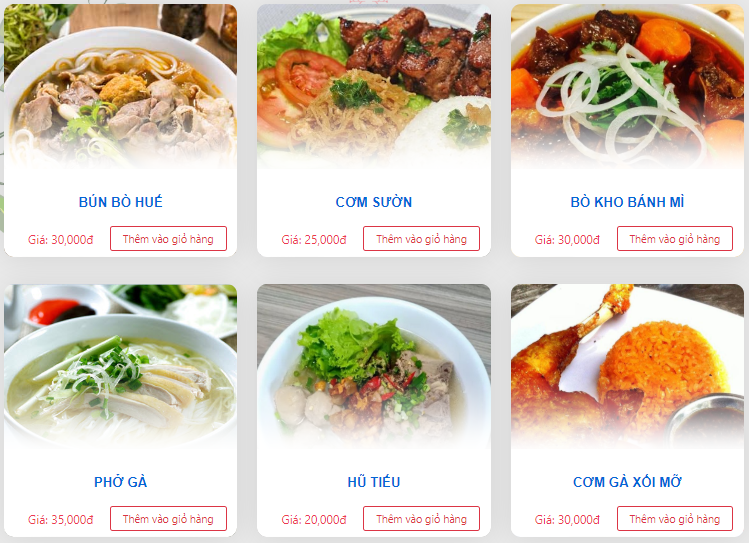 BÚN BÒ HUẾ
Giá: 30,000đ
Thêm vào giỏ hàng
CƠM SƯỜN
Giá: 25,000đ
Thêm vào giỏ hàng
BÒ KHO BÁNH MÌ
Giá: 30,000đ
Thêm vào giỏ hàng
PHỞ GÀ
Giá: 35,000đ
Thêm vào giỏ hàng
HŨ TIẾU
Giá: 20,000đ
Thêm vào giỏ hàng
CƠM GÀ XỐI MỠ
Giá: 30,000đ
Thêm vào giỏ hàng